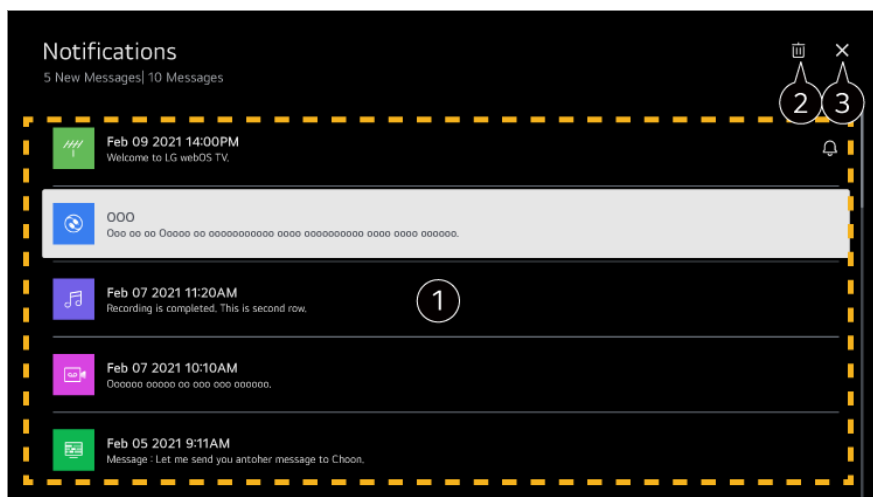 Notifications
5 New Messages| 10 Messages
2
3
Feb 09 2021 14:00PM
Welcome to LG webOS TV.
OOO
Ooo oo oo Ooooo oo ooooooooooo oooo oooooooooo oooo oooo oooooo.
Feb 07 2021 11:20AM
Recording is completed. This is second row.
1
Feb 07 2021 10:10AM
Oooooo ooooo oo ooo ooo oooooo.
Feb 05 2021 9:11AM
Message : Let me send you antoher message to Choon.